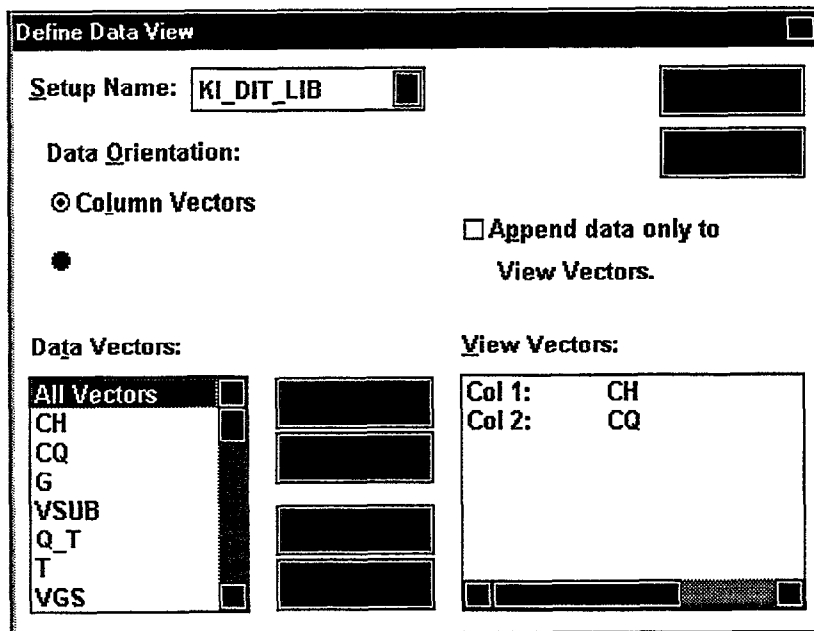 Define Data View
Setup Name: KI_DIT_LIB
Data Orientation:
Column Vectors
Append data only to
View Vectors.
Data Vectors:
All Vectors
CH
CQ
G
VSUB
Q_T
T
VGS
View Vectors:
Col 1: CH
Col 2: CQ